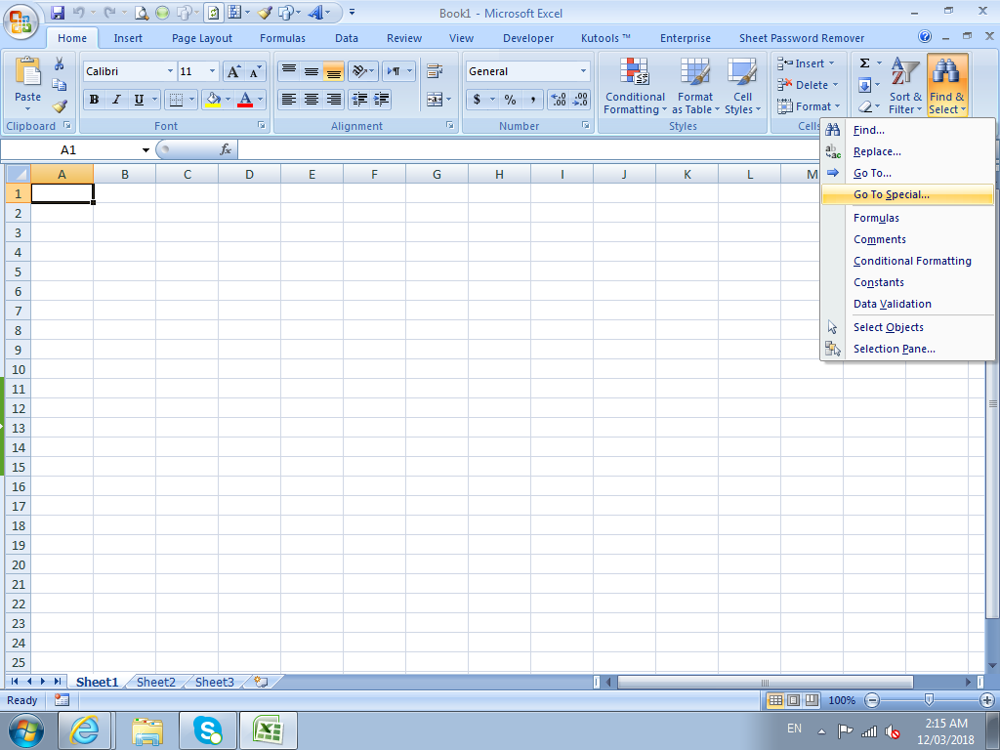 Book1 - Microsoft Excel
Home Insert Page Layout Formulas Data Review View Developer Kutools ™ Enterprise Sheet Password Remover
Paste
Clipboard
Calibri 11
B I U
Font
Alignment
General
$ % ,
Number
Conditional Formatting
Format as Table
Cell Styles
Styles
Insert
Delete
Format
Cells
Σ
Sort & Filter
Find & Select
A1 fx
Find...
Replace...
Go To...
Go To Special...
Formulas
Comments
Conditional Formatting
Constants
Data Validation
Select Objects
Selection Pane...
A B C D E F G H I J K L M
1
2
3
4
5
6
7
8
9
10
11
12
13
14
15
16
17
18
19
20
21
22
23
24
25
Sheet1 Sheet2 Sheet3
Ready 100%
EN 2:15 AM
12/03/2018